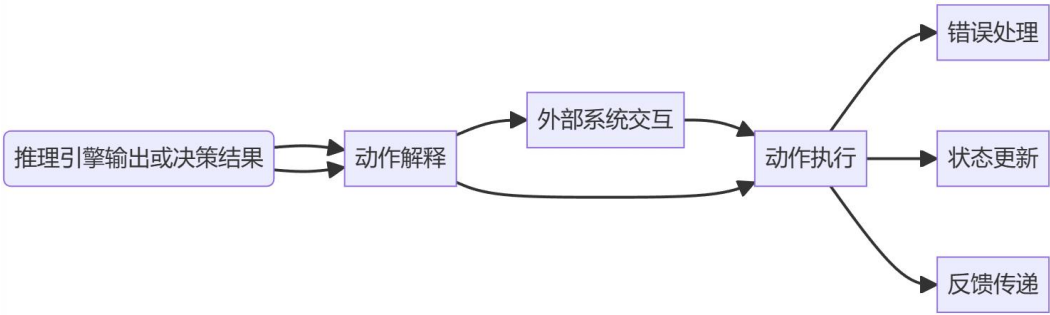 推理引擎输出或决策结果
动作解释
外部系统交互
动作执行
错误处理
状态更新
反馈传递